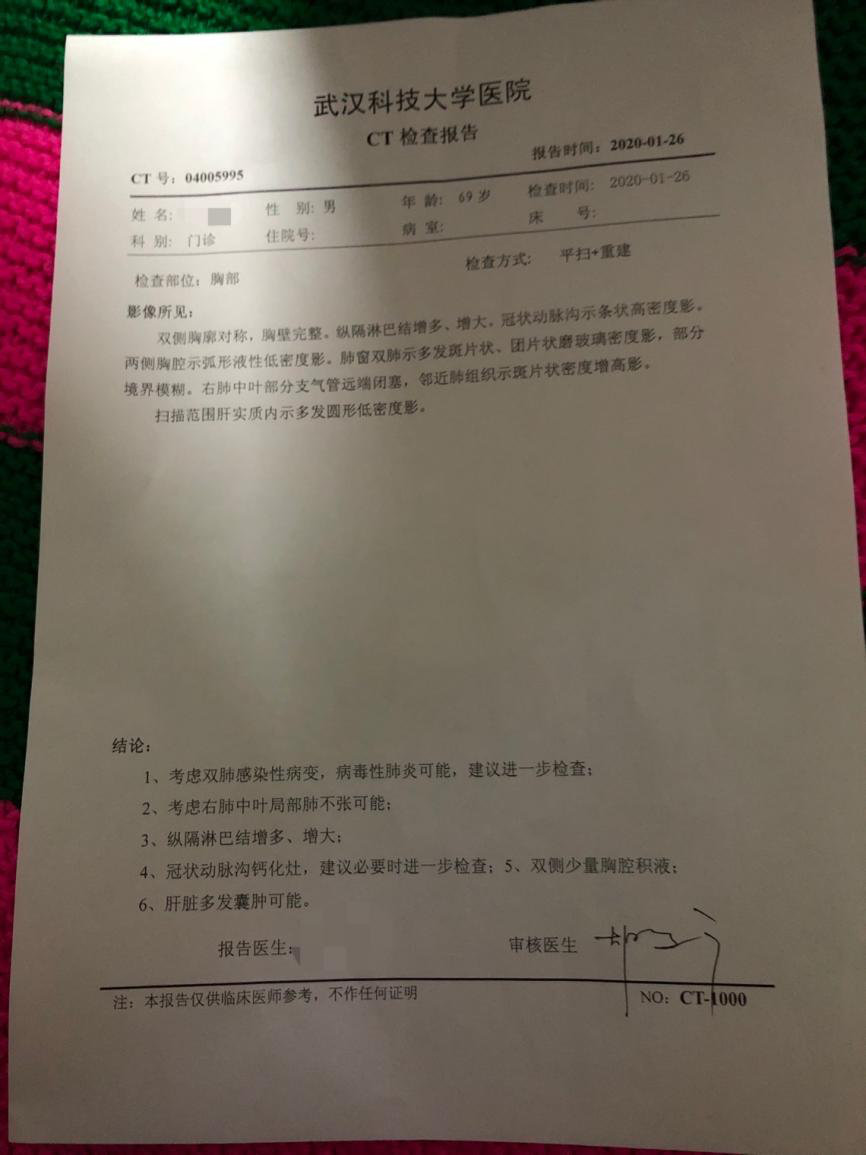 武汉科技大学医院
CT 检查报告
报告时间：2020-01-26
CT 号：04005995
姓 名:
性 别: 男
年 龄: 69 岁
检查时间: 2020-01-26
科 别: 门诊
住院号:
病 室:
床 号:
检查部位: 胸部
检查方式: 平扫+重建
影像所见：
双侧胸廓对称，胸壁完整。纵隔淋巴结增多、增大。冠状动脉沟示条状高密度影。
两侧胸腔示弧形液性低密度影。肺窗双肺示多发斑片状、团片状磨玻璃密度影，部分
境界模糊。右肺中叶部分支气管远端闭塞，邻近肺组织示斑片状密度增高影。
扫描范围肝实质内示多发圆形低密度影。
结论：
1、考虑双肺感染性病变，病毒性肺炎可能，建议进一步检查；
2、考虑右肺中叶局部肺不张可能；
3、纵隔淋巴结增多、增大；
4、冠状动脉沟钙化灶，建议必要时进一步检查；5、双侧少量胸腔积液；
6、肝脏多发囊肿可能。
报告医生:
审核医生
注：本报告仅供临床医师参考，不作任何证明
NO：CT-1000